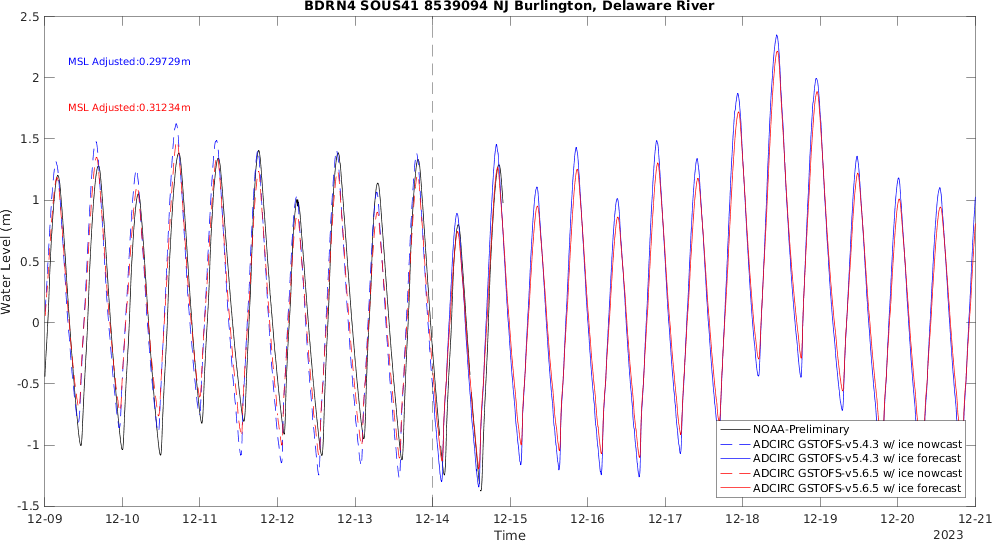 BDRN4 SOUS41 8539094 NJ Burlington, Delaware River
MSL Adjusted:0.29729m
MSL Adjusted:0.31234m
Water Level (m)
2.5
2
1.5
1
0.5
0
-0.5
-1
-1.5
NOAA-Preliminary
ADCIRC GSTOFS-v5.4.3 w/ ice nowcast
ADCIRC GSTOFS-v5.4.3 w/ ice forecast
ADCIRC GSTOFS-v5.6.5 w/ ice nowcast
ADCIRC GSTOFS-v5.6.5 w/ ice forecast
12-09 12-10 12-11 12-12 12-13 12-14 12-15 12-16 12-17 12-18 12-19 12-20 12-21
Time
2023